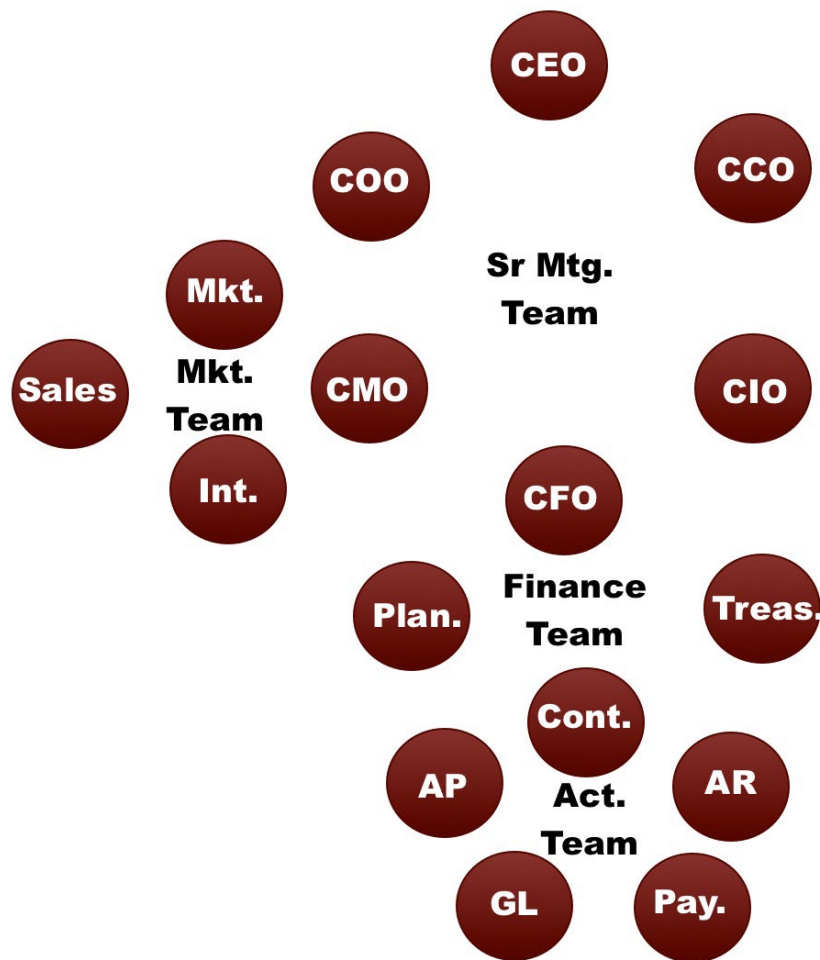 CEO
CCO
COO
Sr Mtg.
Team
Mkt.
Mkt.
Team
Sales
CMO
CIO
Int.
CFO
Finance
Team
Plan.
Treas.
Cont.
AP
Act.
Team
AR
GL
Pay.